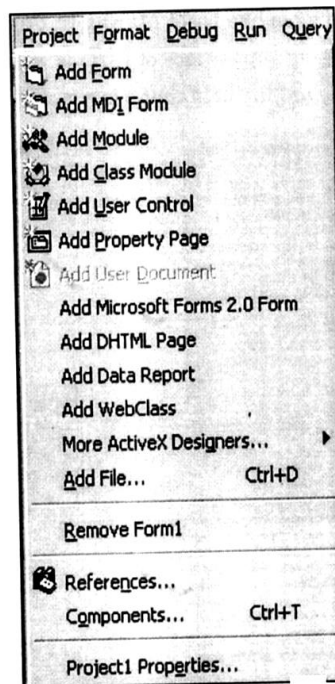 Project Format Debug Run Query
Add Form
Add MDI Form
Add Module
Add Class Module
Add User Control
Add Property Page
Add User Document
Add Microsoft Forms 2.0 Form
Add DHTML Page
Add Data Report
Add WebClass
More ActiveX Designers...
Add File... Ctrl+D
Remove Form1
References...
Components... Ctrl+T
Project1 Properties...